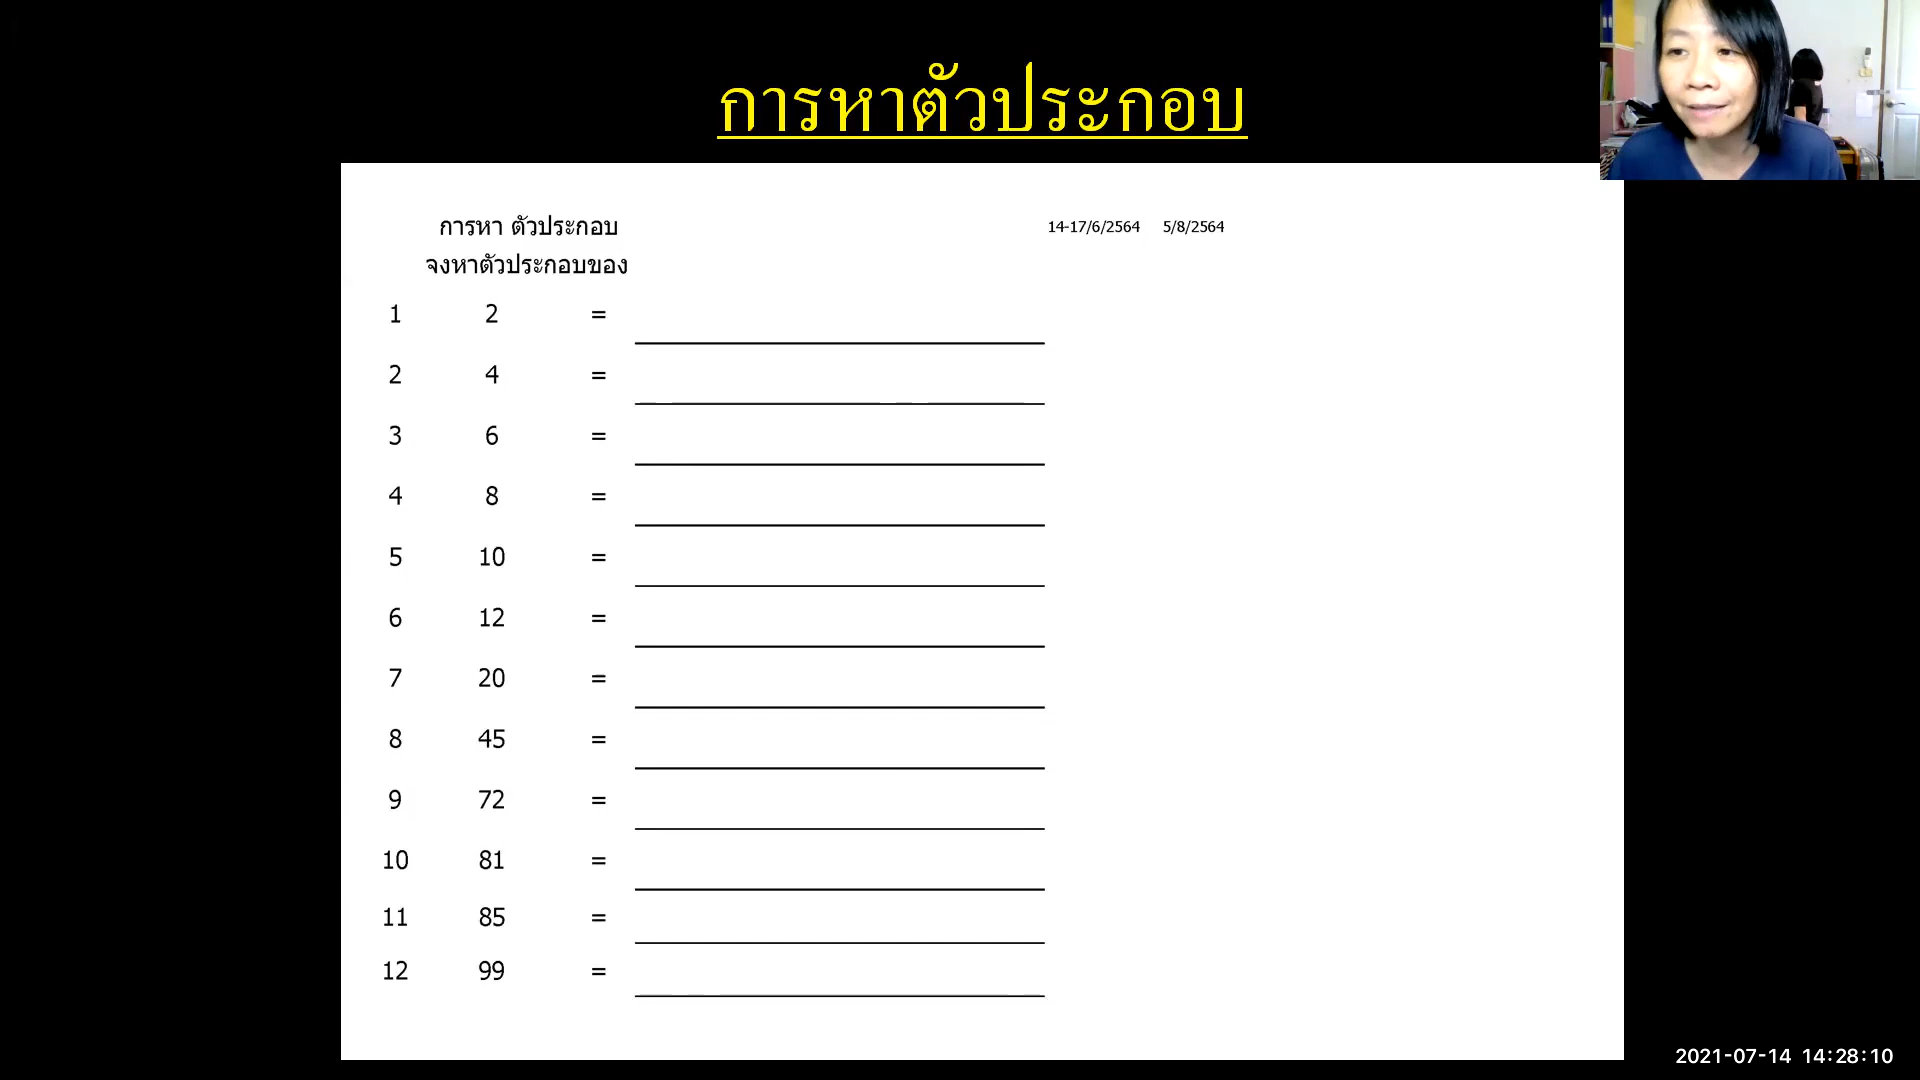 การหาตัวประกอบ
การหา ตัวประกอบ 14-17/6/2564 5/8/2564
จงหาตัวประกอบของ
1 2 =
2 4 =
3 6 =
4 8 =
5 10 =
6 12 =
7 20 =
8 45 =
9 72 =
10 81 =
11 85 =
12 99 =
2021-07-14 14:28:10